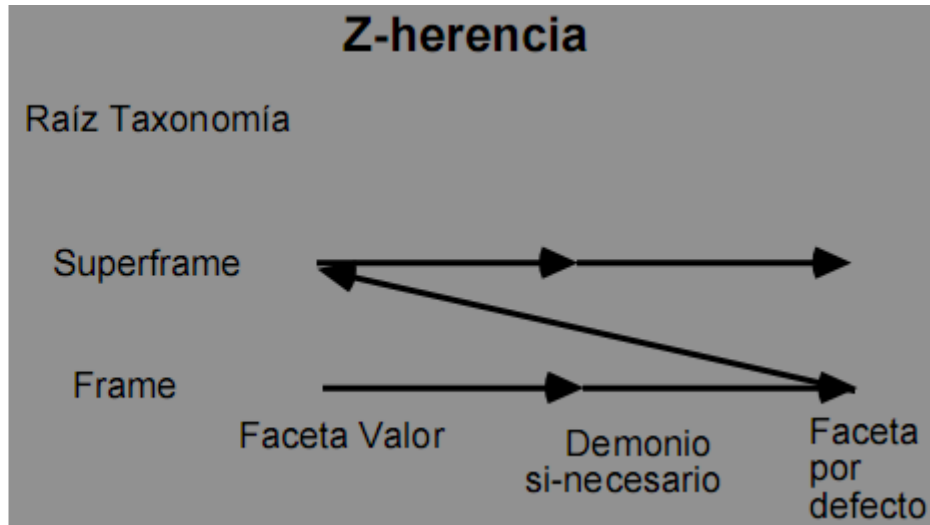 Z-herencia
Raíz Taxonomía
Superframe
Frame
Faceta Valor
Demonio
si-necesario
Faceta
por
defecto